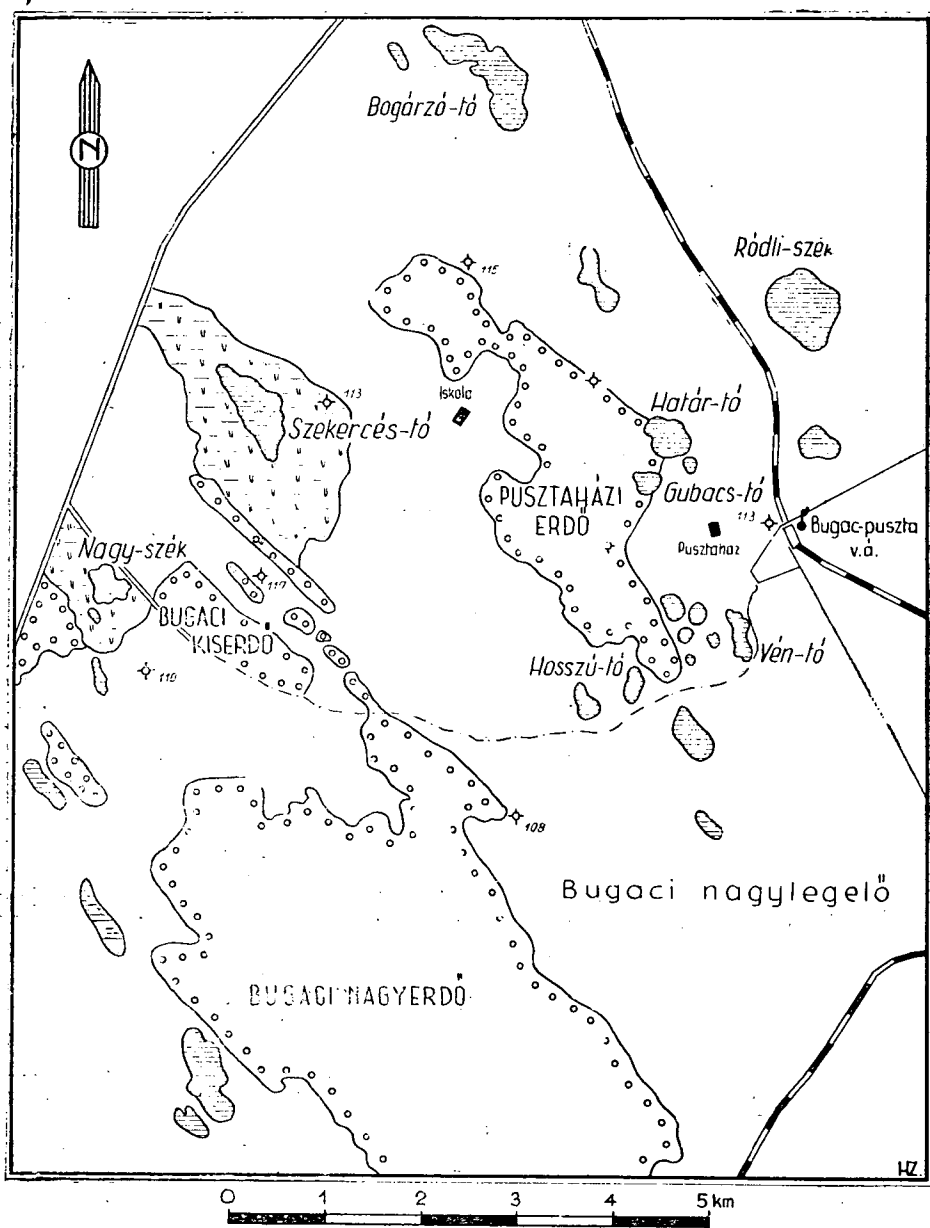 Bogárzó-tó
Z
Ródli-szék
115
Iskola
113
Szekercés-tó
Határ-tó
PUSZTAHÁZI
ERDŐ
Gubacs-tó
113
Bugac-puszta
v.á.
Pusztaház
Nagy-szék
117
BUGACI
KISERDŐ
110
Hosszú-tó
Vén-tó
108
Bugaci nagylegelő
BUGACI NAGYERDŐ
HZ.
0 1 2 3 4 5 km